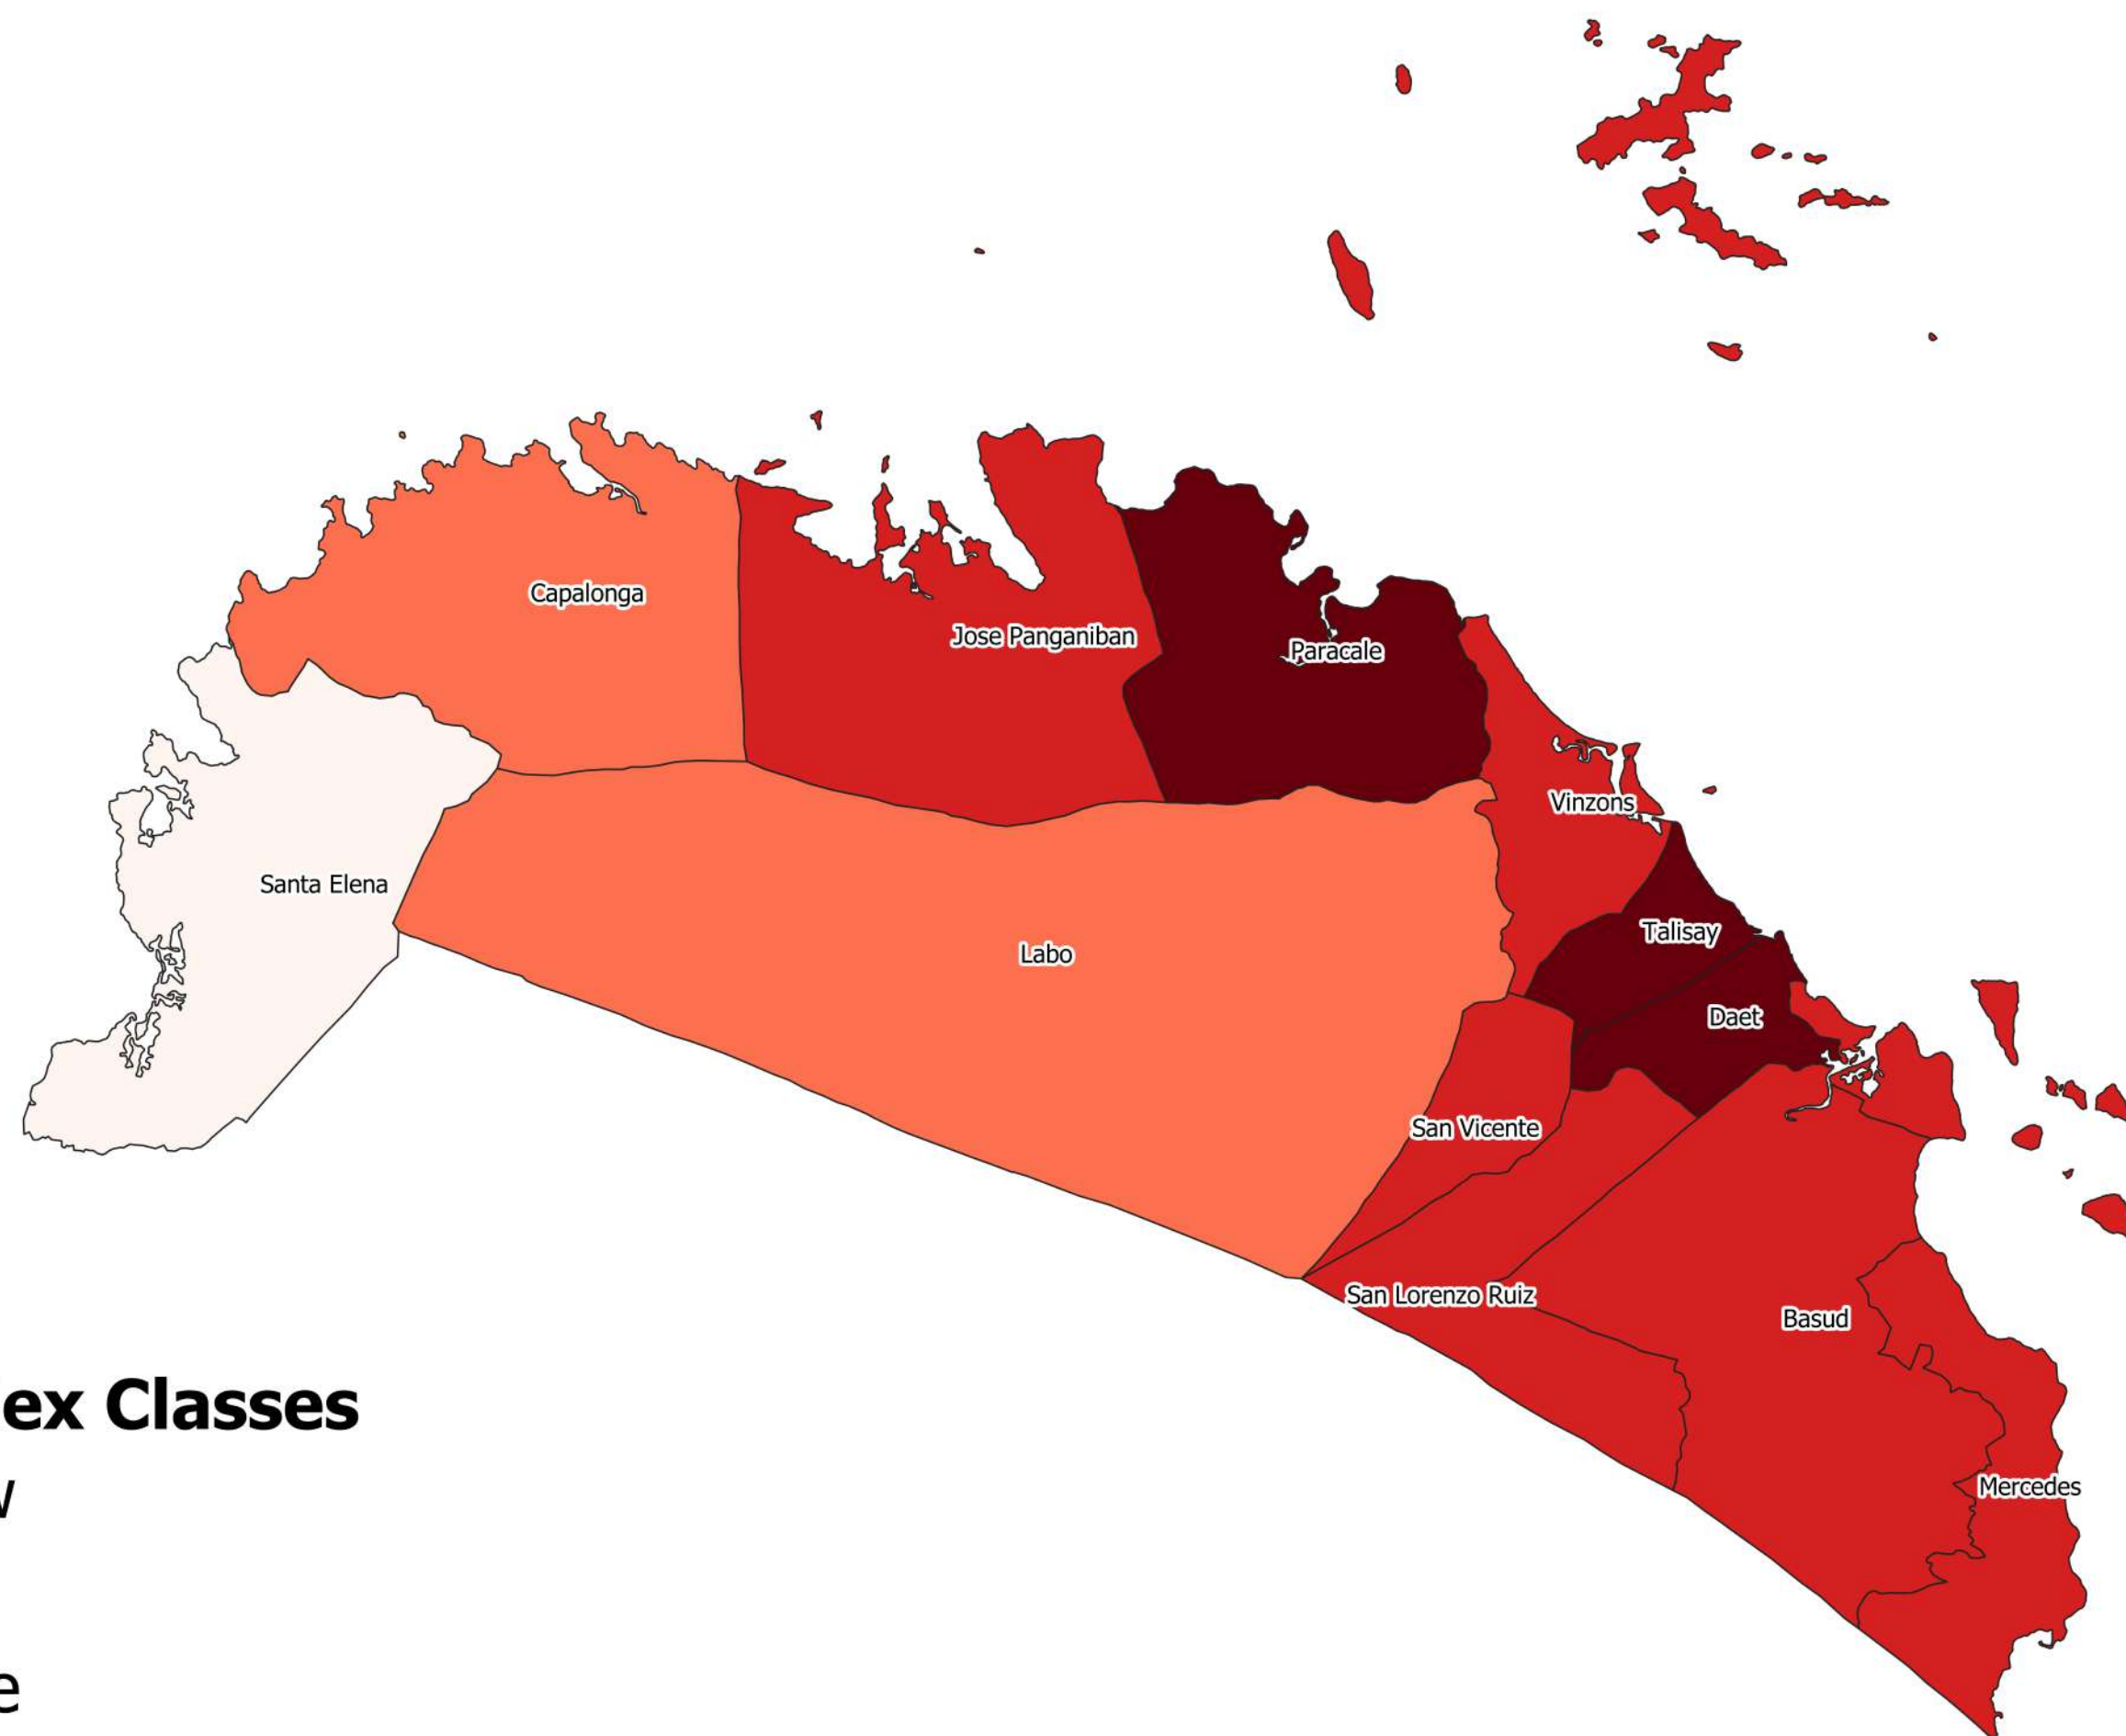 Capalonga
Jose Panganiban
Paracale
Vinzons
Santa Elena
Talisay
Labo
Daet
San Vicente
San Lorenzo Ruiz
Basud
ex Classes
Mercedes
e